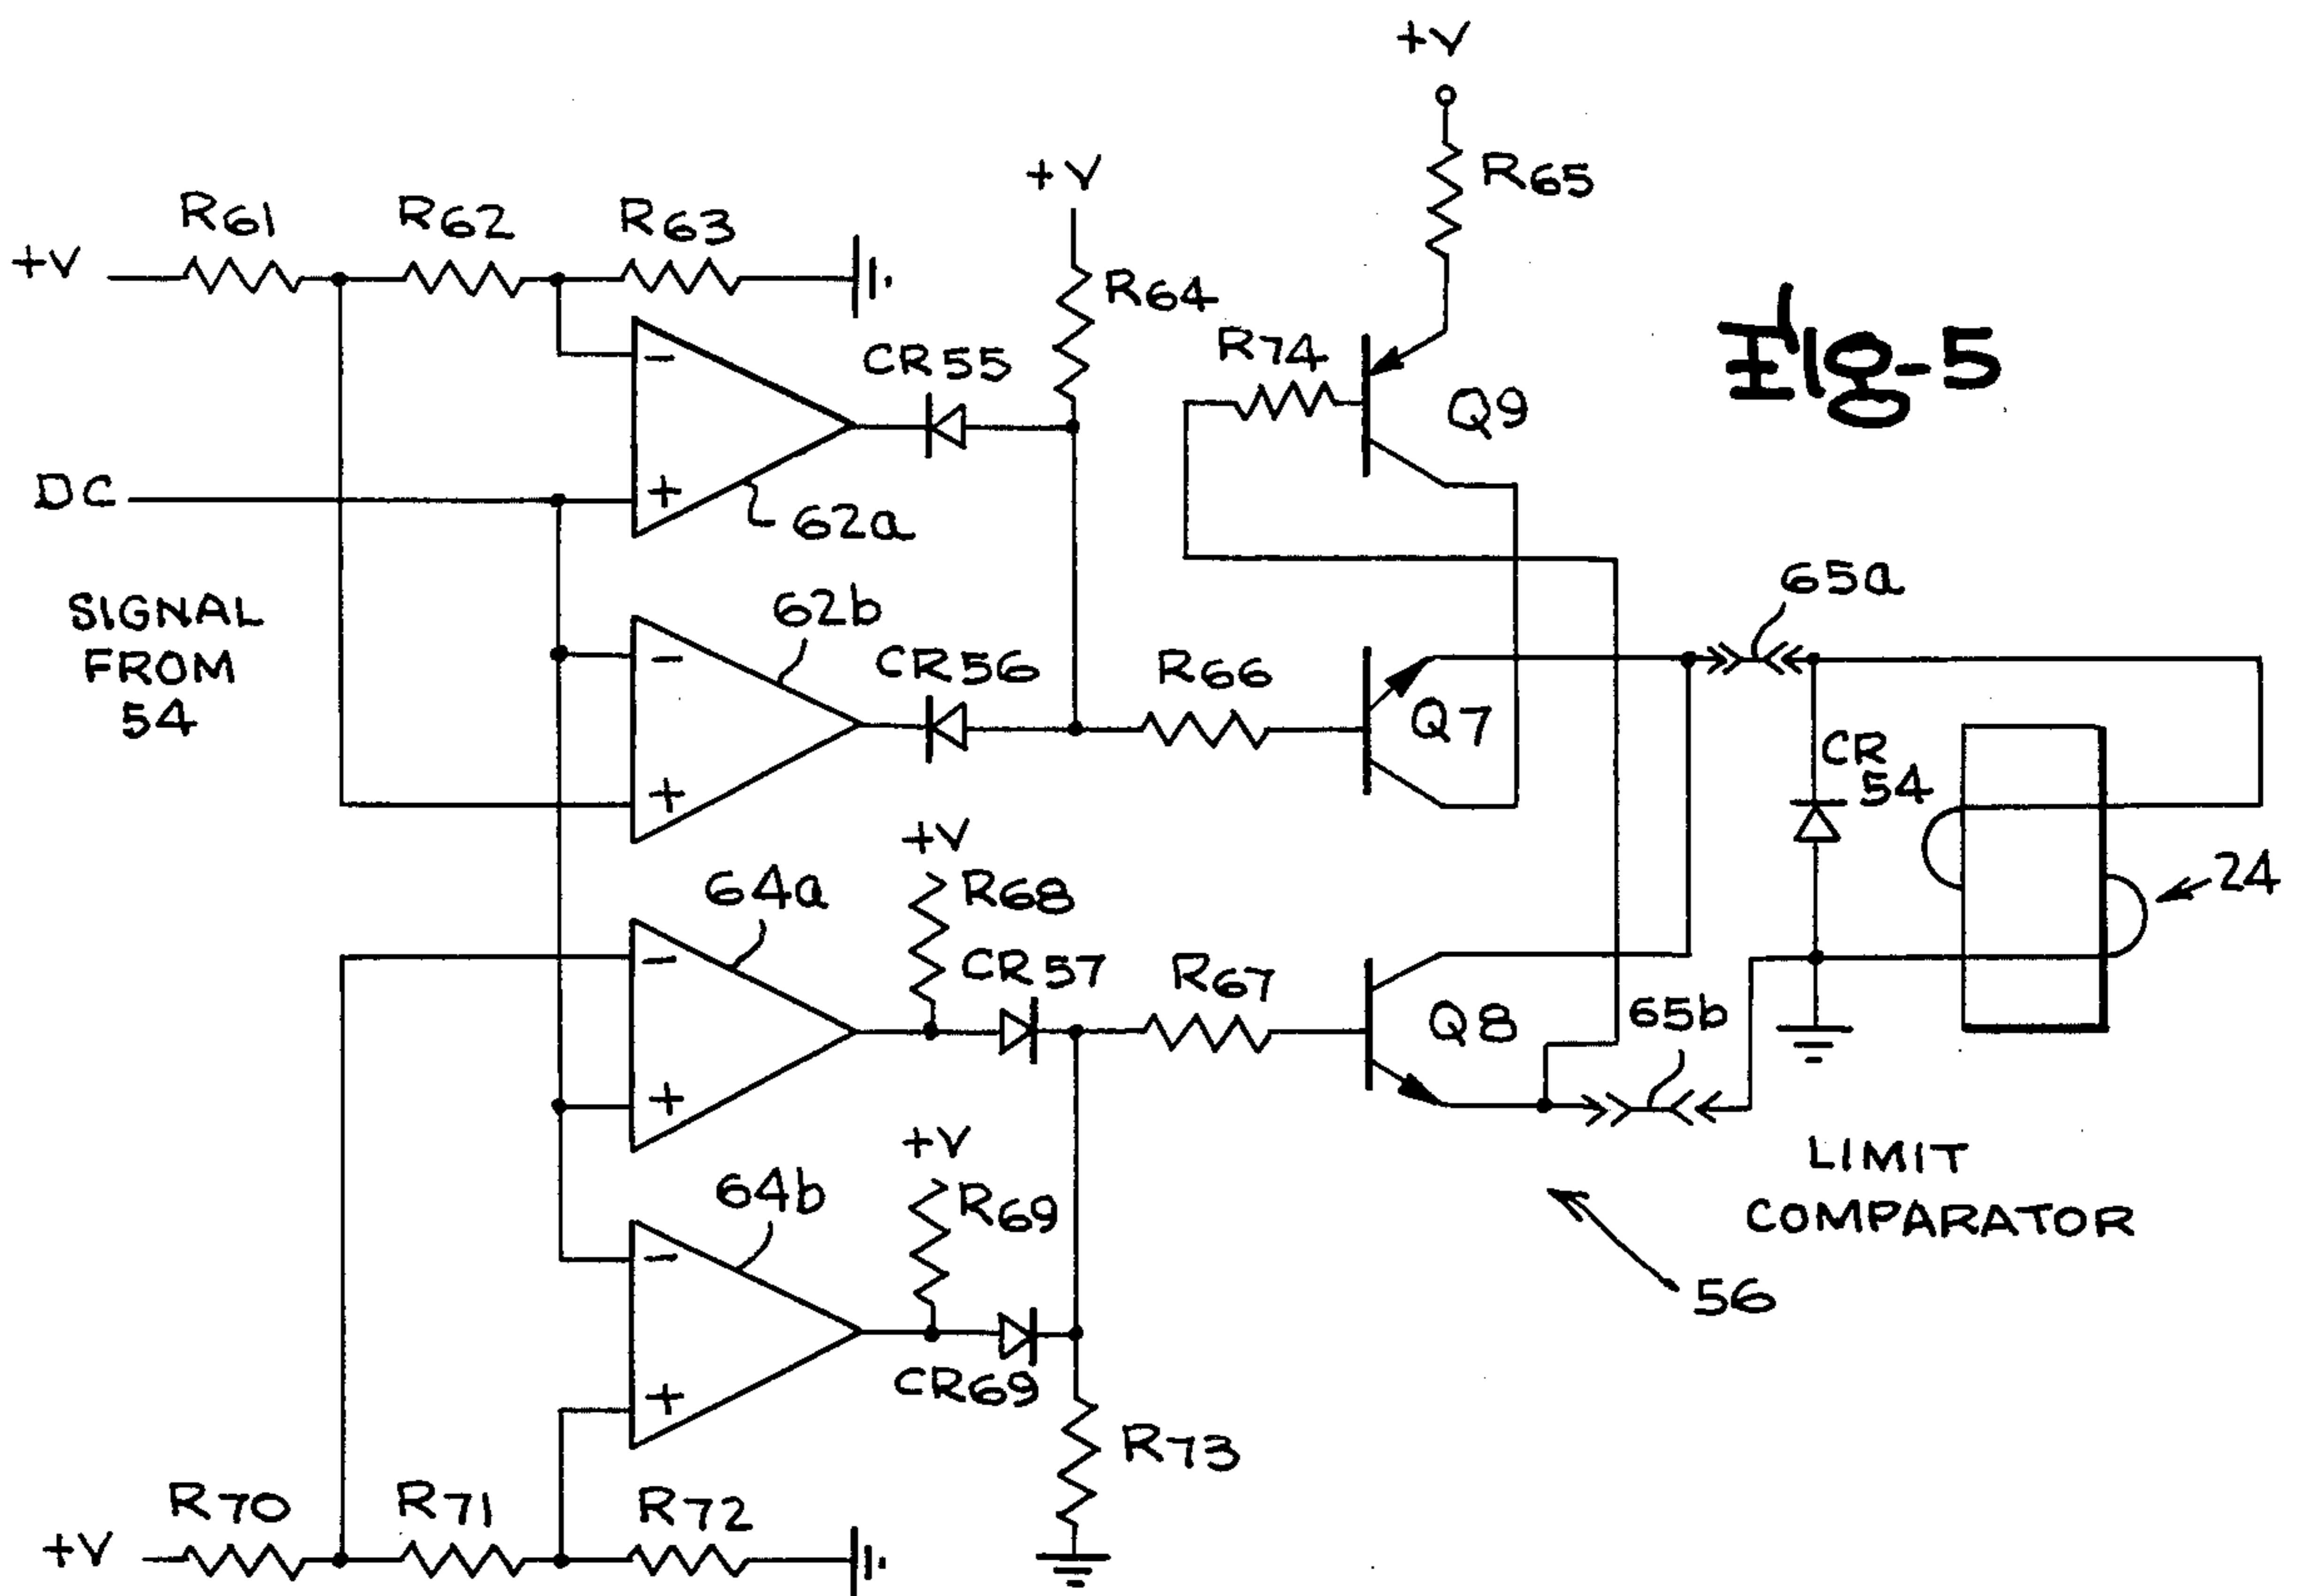 +V
+V
R65
R61
R62
R63
+V
R64
R74
CR55
Q9
Fig-5
−
DC
+
62a
65a
SIGNAL
FROM
54
62b
−
CR56
R66
Q7
CR
54
+
+V
R68
64a
24
−
CR57
R67
Q8
65b
+
+V
LIMIT
COMPARATOR
64b
R69
56
−
CR69
+
R73
R70
R71
R72
+V